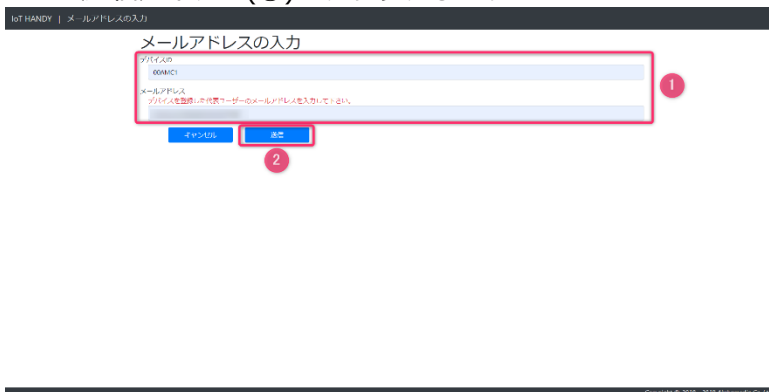 IoT HANDY | メールアドレスの入力
メールアドレスの入力
デバイスID
00AMC1
メールアドレス
デバイスを登録した代表ユーザーのメールアドレスを入力して下さい。
キャンセル 送信
1
2